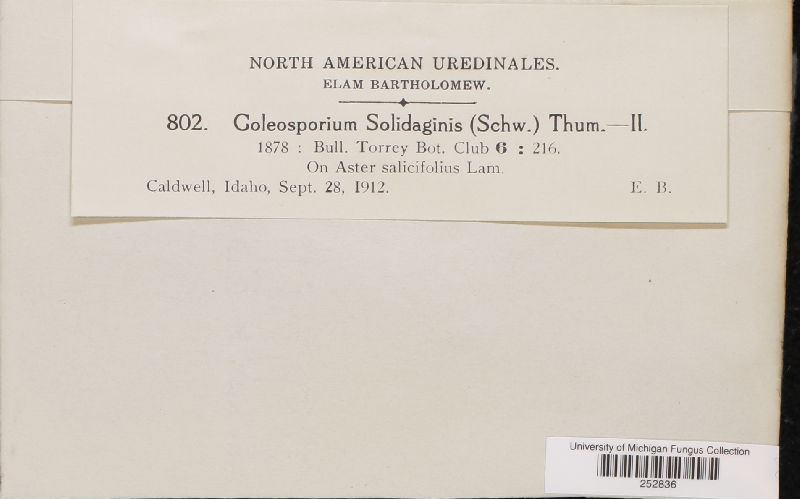 NORTH AMERICAN UREDINALES.
ELAM BARTHOLOMEW.
802. Coleosporium Solidaginis (Schw.) Thum.—II.
1878 : Bull. Torrey Bot. Club 6 : 216.
On Aster salicifolius Lam.
Caldwell, Idaho, Sept. 28, 1912. E. B.
University of Michigan Fungus Collection
252836